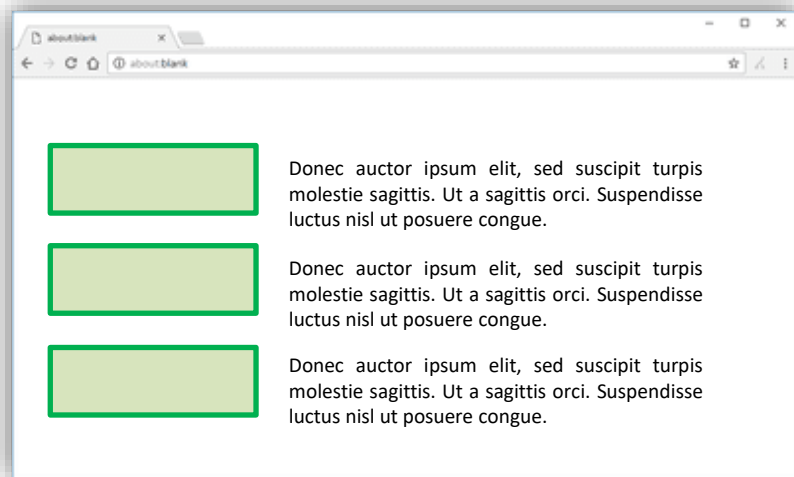 about:blank
about:blank
Donec auctor ipsum elit, sed suscipit turpis
molestie sagittis. Ut a sagittis orci. Suspendisse
luctus nisl ut posuere congue.
Donec auctor ipsum elit, sed suscipit turpis
molestie sagittis. Ut a sagittis orci. Suspendisse
luctus nisl ut posuere congue.
Donec auctor ipsum elit, sed suscipit turpis
molestie sagittis. Ut a sagittis orci. Suspendisse
luctus nisl ut posuere congue.